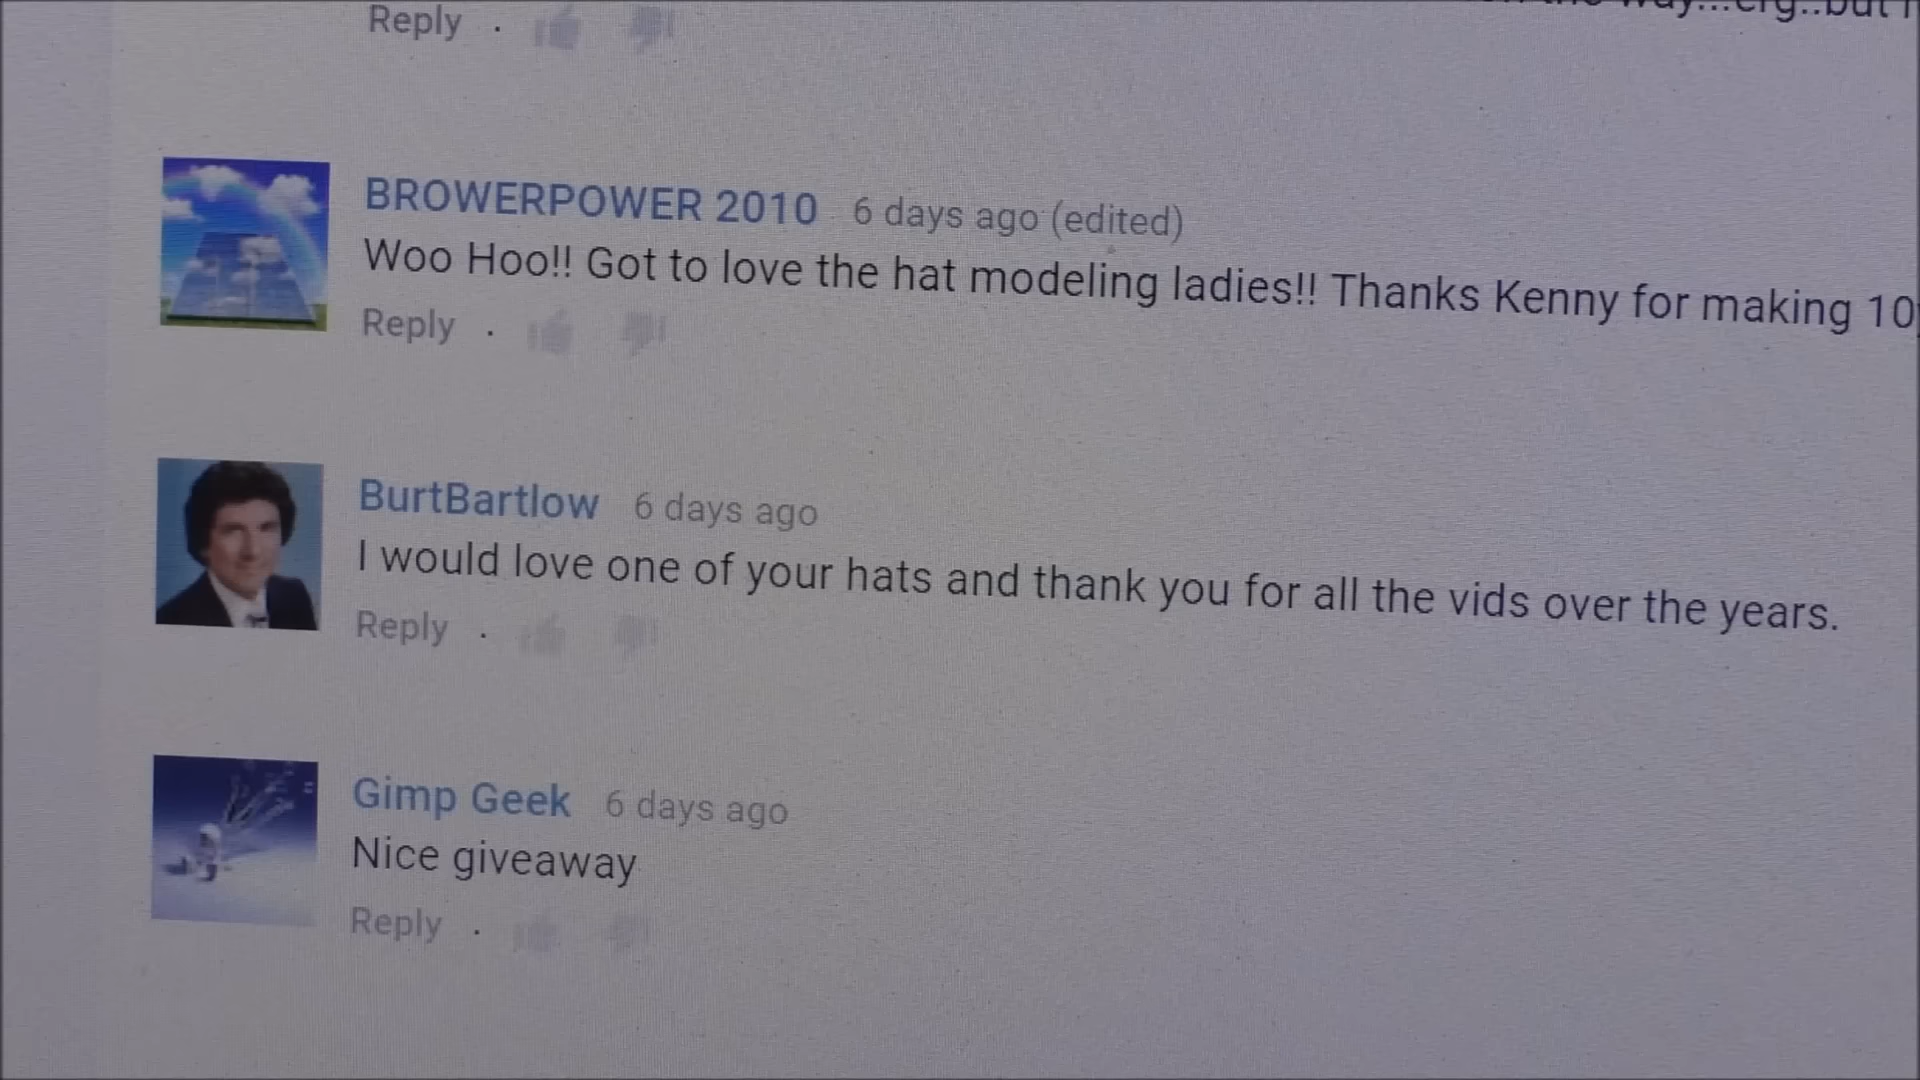 Reply .
BROWERPOWER 2010 6 days ago (edited)
Woo Hoo!! Got to love the hat modeling ladies!! Thanks Kenny for making 10
Reply .
BurtBartlow 6 days ago
I would love one of your hats and thank you for all the vids over the years.
Reply .
Gimp Geek 6 days ago
Nice giveaway
Reply .